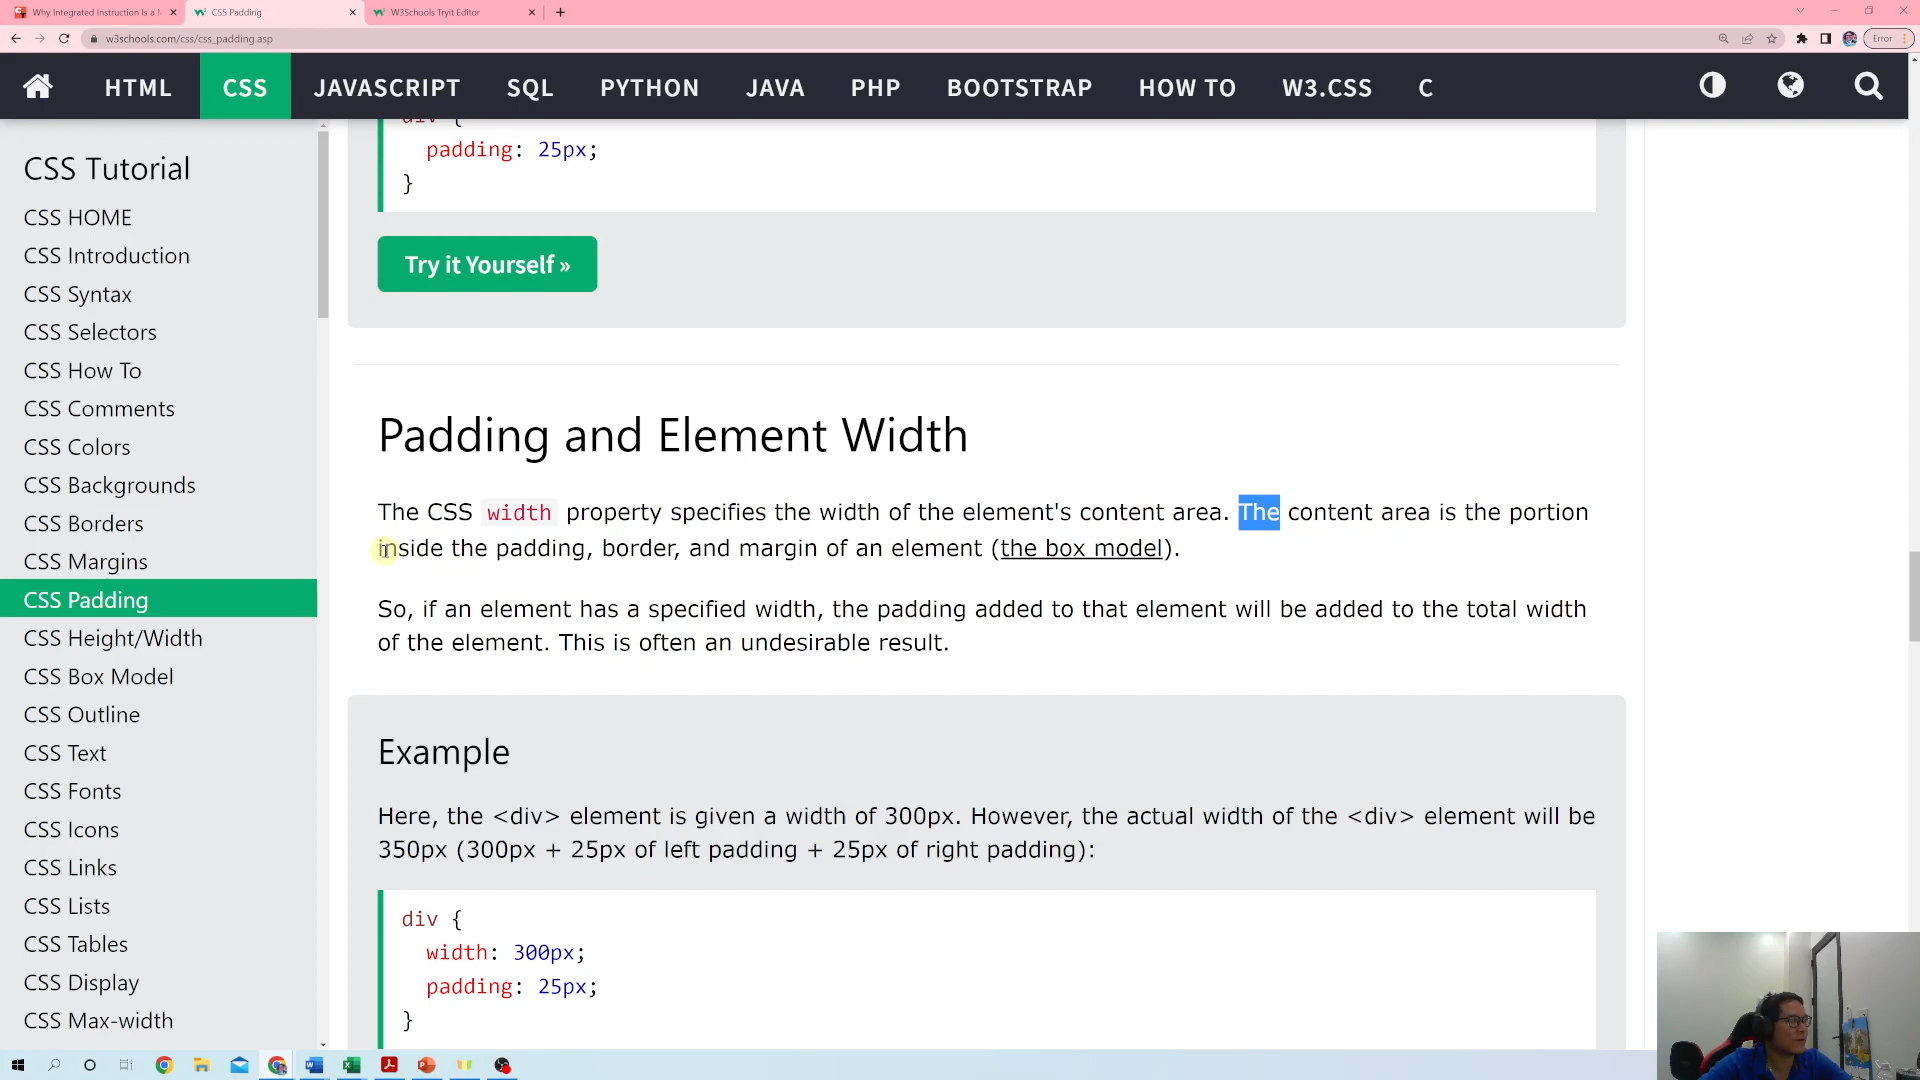 Why Integrated Instruction Is a M
CSS Padding
W3Schools Tryit Editor
w3schools.com/css/css_padding.asp
Error
HTML
CSS
JAVASCRIPT
SQL
PYTHON
JAVA
PHP
BOOTSTRAP
HOW TO
W3.CSS
C
CSS Tutorial
CSS HOME
CSS Introduction
CSS Syntax
CSS Selectors
CSS How To
CSS Comments
CSS Colors
CSS Backgrounds
CSS Borders
CSS Margins
CSS Padding
CSS Height/Width
CSS Box Model
CSS Outline
CSS Text
CSS Fonts
CSS Icons
CSS Links
CSS Lists
CSS Tables
CSS Display
CSS Max-width
div {
padding: 25px;
}
Try it Yourself »
Padding and Element Width
The CSS width property specifies the width of the element's content area. The content area is the portion
inside the padding, border, and margin of an element (the box model).
So, if an element has a specified width, the padding added to that element will be added to the total width
of the element. This is often an undesirable result.
Example
Here, the <div> element is given a width of 300px. However, the actual width of the <div> element will be
350px (300px + 25px of left padding + 25px of right padding):
div {
width: 300px;
padding: 25px;
}